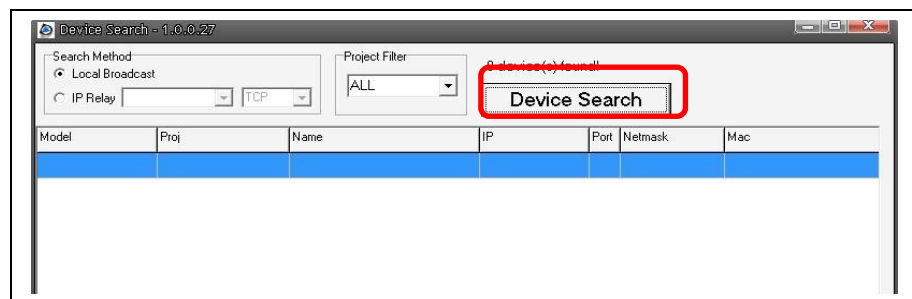 Device Search - 1.0.0.27
Search Method
Local Broadcast
IP Relay
TCP
Project Filter
ALL
0 device(s) found!
Device Search
Model Proj Name IP Port Netmask Mac